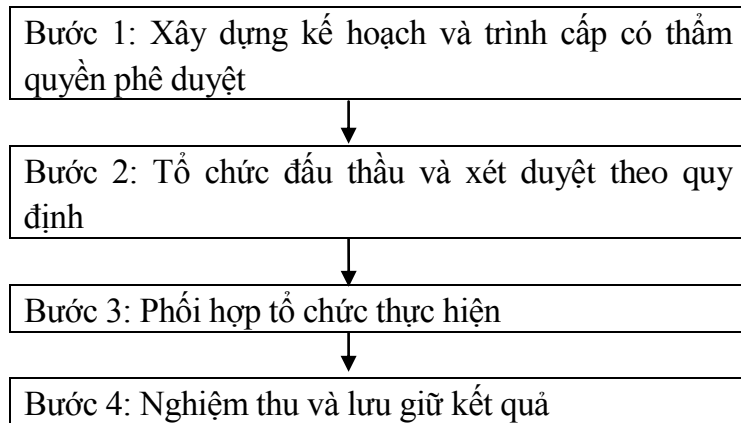 Bước 1: Xây dựng kế hoạch và trình cấp có thẩm
quyền phê duyệt
Bước 2: Tổ chức đấu thầu và xét duyệt theo quy
định
Bước 3: Phối hợp tổ chức thực hiện
Bước 4: Nghiệm thu và lưu giữ kết quả